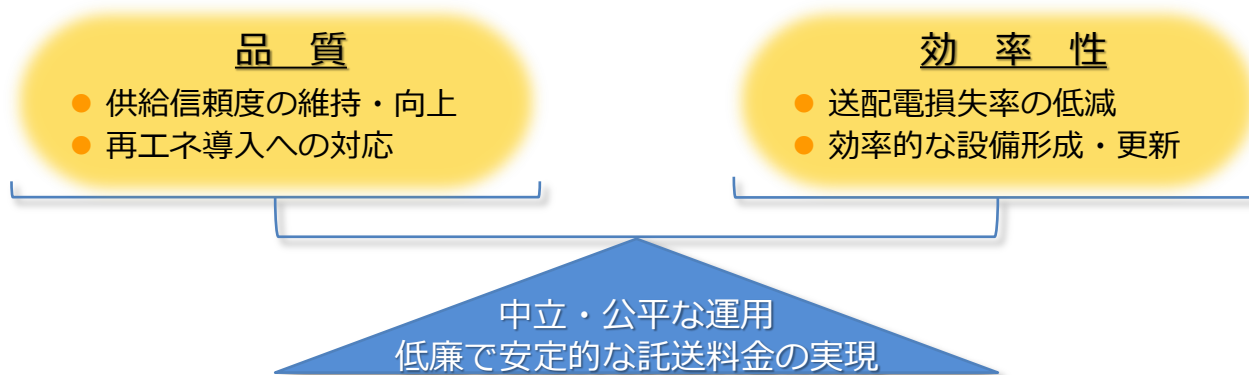 品　質
● 供給信頼度の維持・向上
● 再エネ導入への対応
効　率　性
● 送配電損失率の低減
● 効率的な設備形成・更新
中立・公平な運用
低廉で安定的な託送料金の実現